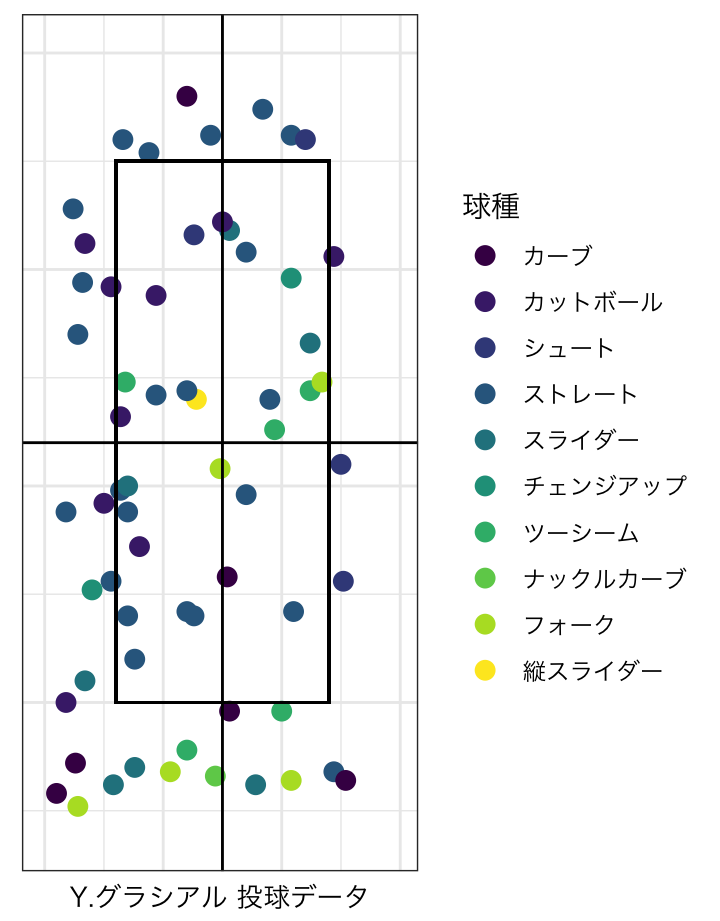 球種
カーブ
カットボール
シュート
ストレート
スライダー
チェンジアップ
ツーシーム
ナックルカーブ
フォーク
縦スライダー
Y.グラシアル 投球データ